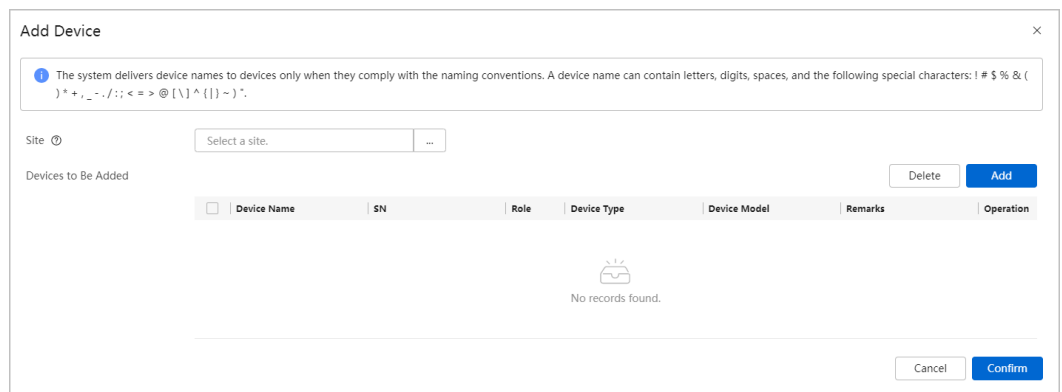 Add Device
The system delivers device names to devices only when they comply with the naming conventions. A device name can contain letters, digits, spaces, and the following special characters: ! # $ % & (
) * + , _ - . / : ; < = > @ [ \ ] ^ { | } ~ ) ".
Site
Select a site. ...
Devices to Be Added Delete Add
Device Name SN Role Device Type Device Model Remarks Operation
No records found.
Cancel Confirm